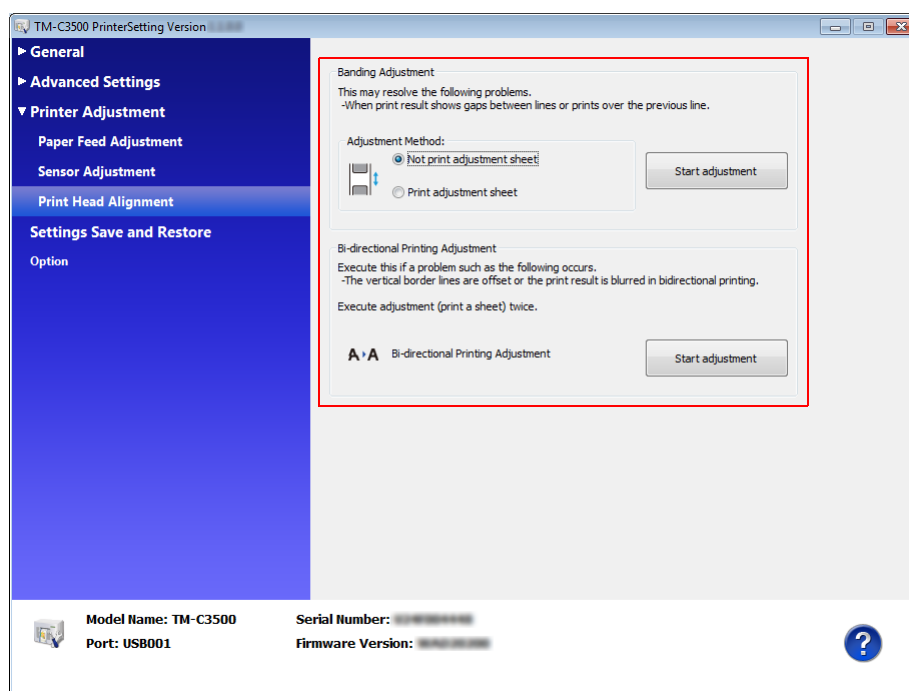 TM-C3500 PrinterSetting Version
General
Advanced Settings
Printer Adjustment
Paper Feed Adjustment
Sensor Adjustment
Print Head Alignment
Settings Save and Restore
Option
Banding Adjustment
This may resolve the following problems.
-When print result shows gaps between lines or prints over the previous line.
Adjustment Method:
Not print adjustment sheet
Print adjustment sheet
Start adjustment
Bi-directional Printing Adjustment
Execute this if a problem such as the following occurs.
-The vertical border lines are offset or the print result is blurred in bidirectional printing.
Execute adjustment (print a sheet) twice.
A A Bi-directional Printing Adjustment
Start adjustment
Model Name: TM-C3500 Serial Number:
Port: USB001 Firmware Version:
?